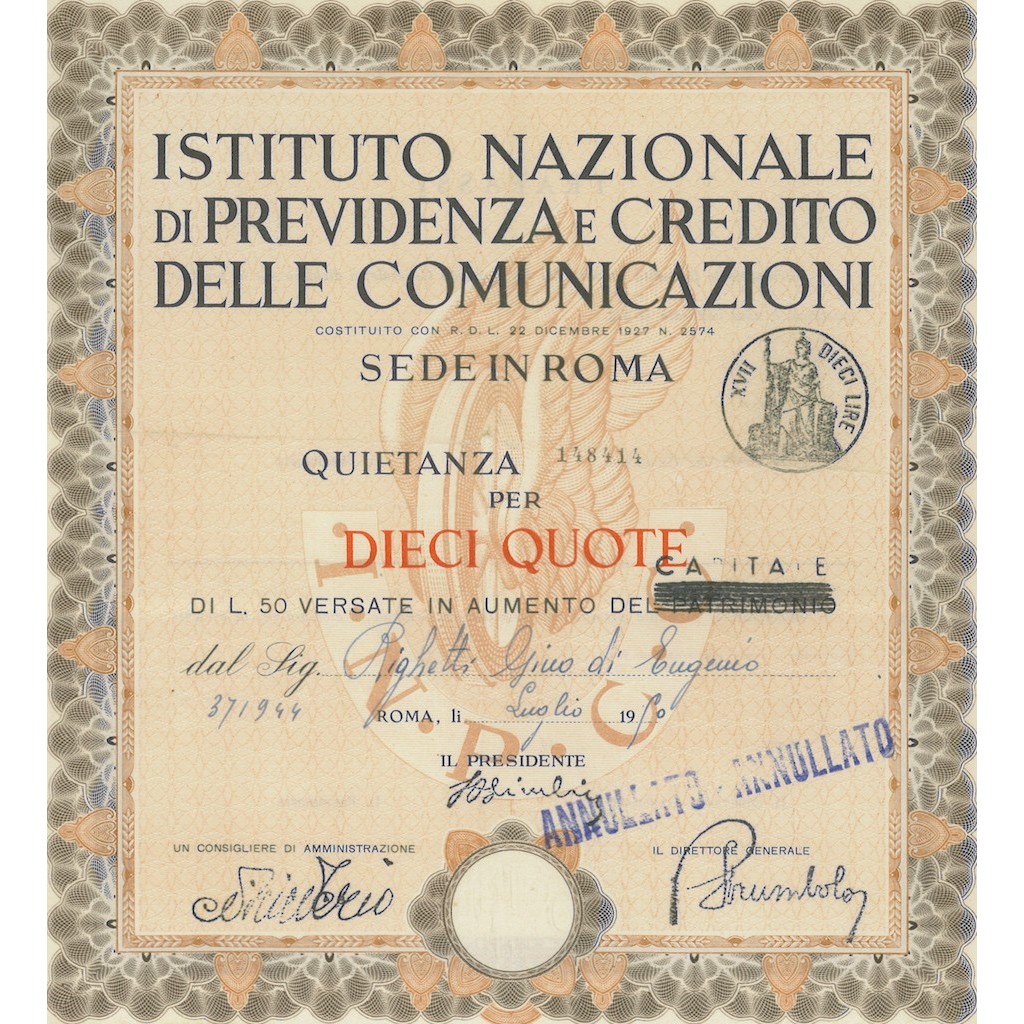 ISTITUTO NAZIONALE
DI PREVIDENZA E CREDITO
DELLE COMUNICAZIONI
COSTITUITO CON R. D. L. 22 DICEMBRE 1927 N. 2574
SEDE IN ROMA
XVII DIECI LIRE
QUIETANZA 148414
PER
DIECI QUOTE
CAPITALE
DI L. 50 VERSATE IN AUMENTO DEL PATRIMONIO
dal Sig. Righetti Gino di Eugenio
371944
ROMA, li Luglio 1950
I. N. P. C. C.
IL PRESIDENTE
ANNULLATO - ANNULLATO
UN CONSIGLIERE DI AMMINISTRAZIONE
IL DIRETTORE GENERALE